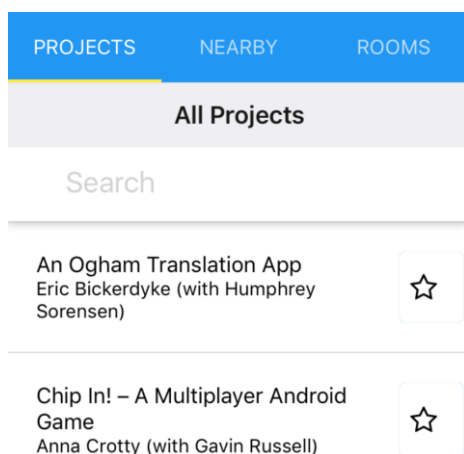 PROJECTS NEARBY ROOMS
All Projects
Search
An Ogham Translation App
Eric Bickerdyke (with Humphrey
Sorensen)
Chip In! – A Multiplayer Android
Game
Anna Crotty (with Gavin Russell)